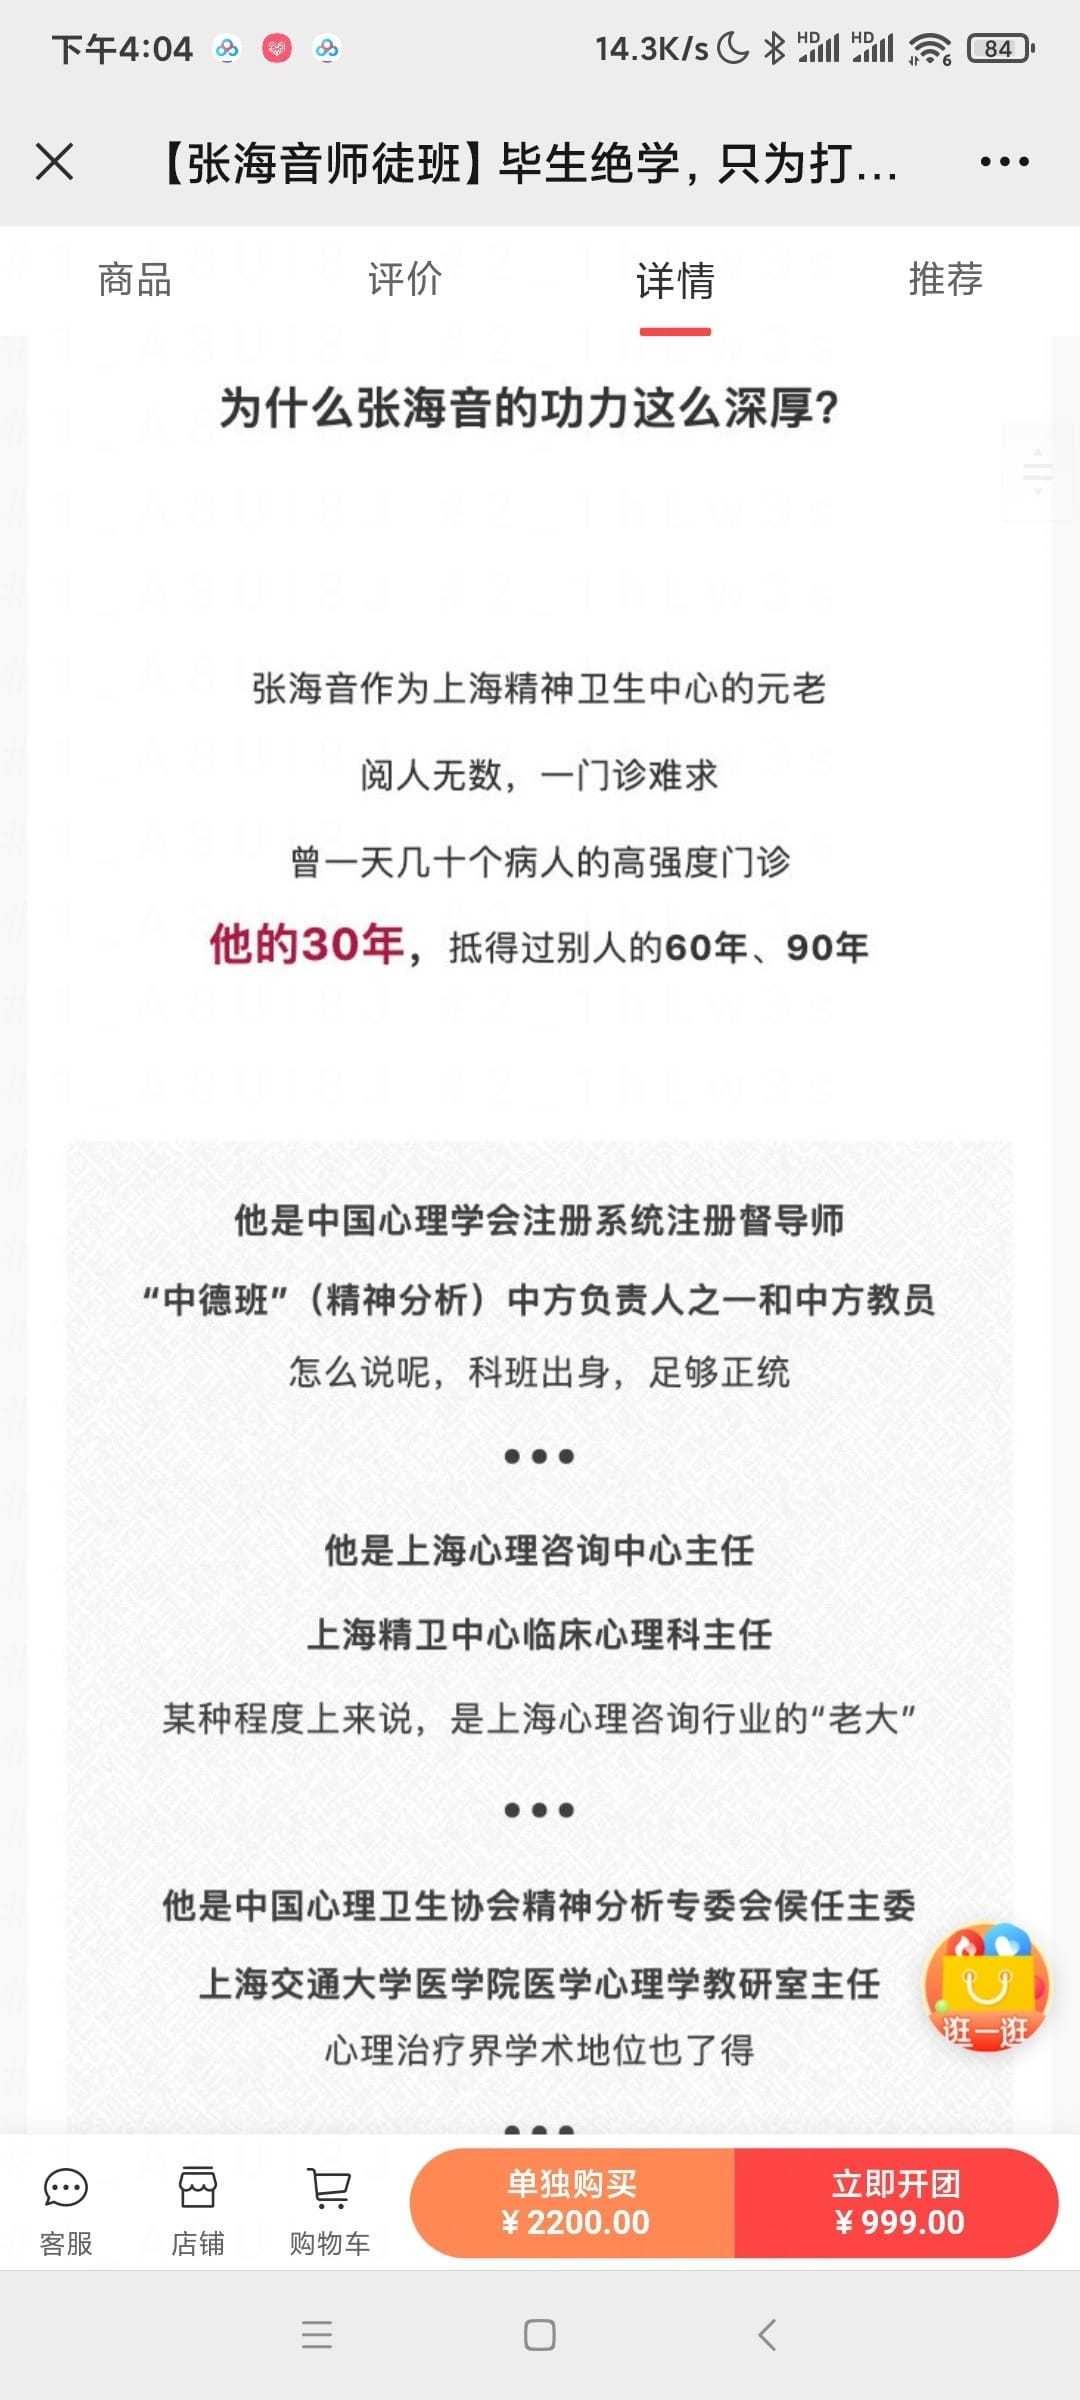 下午4:04 14.3K/s HD HD 6 84
【张海音师徒班】毕生绝学，只为打...
商品 评价 详情 推荐
为什么张海音的功力这么深厚？
张海音作为上海精神卫生中心的元老
阅人无数，一门诊难求
曾一天几十个病人的高强度门诊
他的30年，抵得过别人的60年、90年
他是中国心理学会注册系统注册督导师
“中德班”（精神分析）中方负责人之一和中方教员
怎么说呢，科班出身，足够正统
•••
他是上海心理咨询中心主任
上海精卫中心临床心理科主任
某种程度上来说，是上海心理咨询行业的“老大”
•••
他是中国心理卫生协会精神分析专委会侯任主委
上海交通大学医学院医学心理学教研室主任
心理治疗界学术地位也了得
•••
逛一逛
客服 店铺 购物车
单独购买
¥2200.00
立即开团
¥999.00